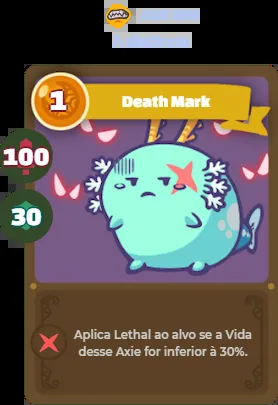 1
Death Mark
100
30
Aplica Lethal ao alvo se a Vida
desse Axie for inferior à 30%.